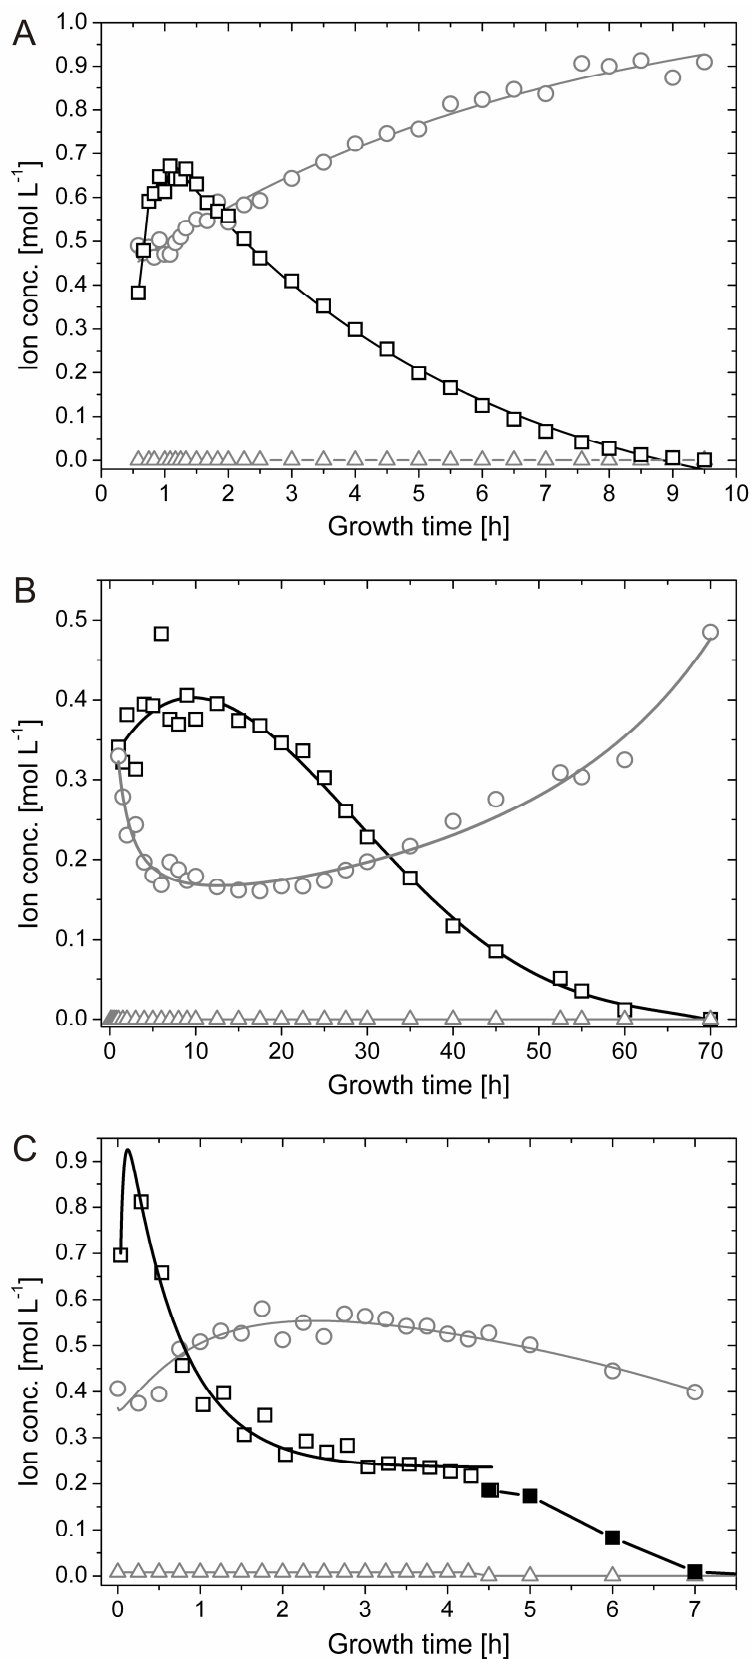 A
1.0
0.9
0.8
0.7
0.6
0.5
0.4
0.3
0.2
0.1
0.0
Ion conc. [mol L⁻¹]
0 1 2 3 4 5 6 7 8 9 10
Growth time [h]
B
0.5
0.4
0.3
0.2
0.1
0.0
Ion conc. [mol L⁻¹]
0 10 20 30 40 50 60 70
Growth time [h]
C
0.9
0.8
0.7
0.6
0.5
0.4
0.3
0.2
0.1
0.0
Ion conc. [mol L⁻¹]
0 1 2 3 4 5 6 7
Growth time [h]